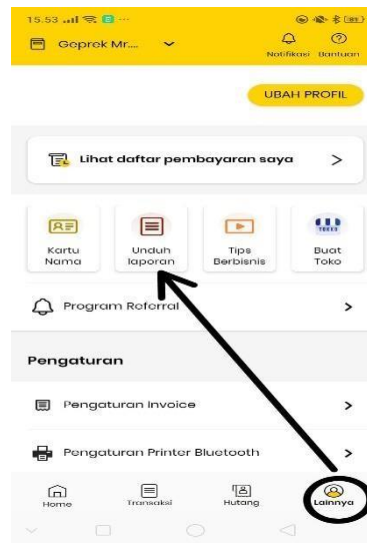 15.53
Geprek Mr....
Notifikasi Bantuan
UBAH PROFIL
Lihat daftar pembayaran saya >
Kartu Nama
Unduh laporan
Tips Berbisnis
Buat Toko
Program Referral >
Pengaturan
Pengaturan Invoice >
Pengaturan Printer Bluetooth >
Home Transaksi Hutang Lainnya